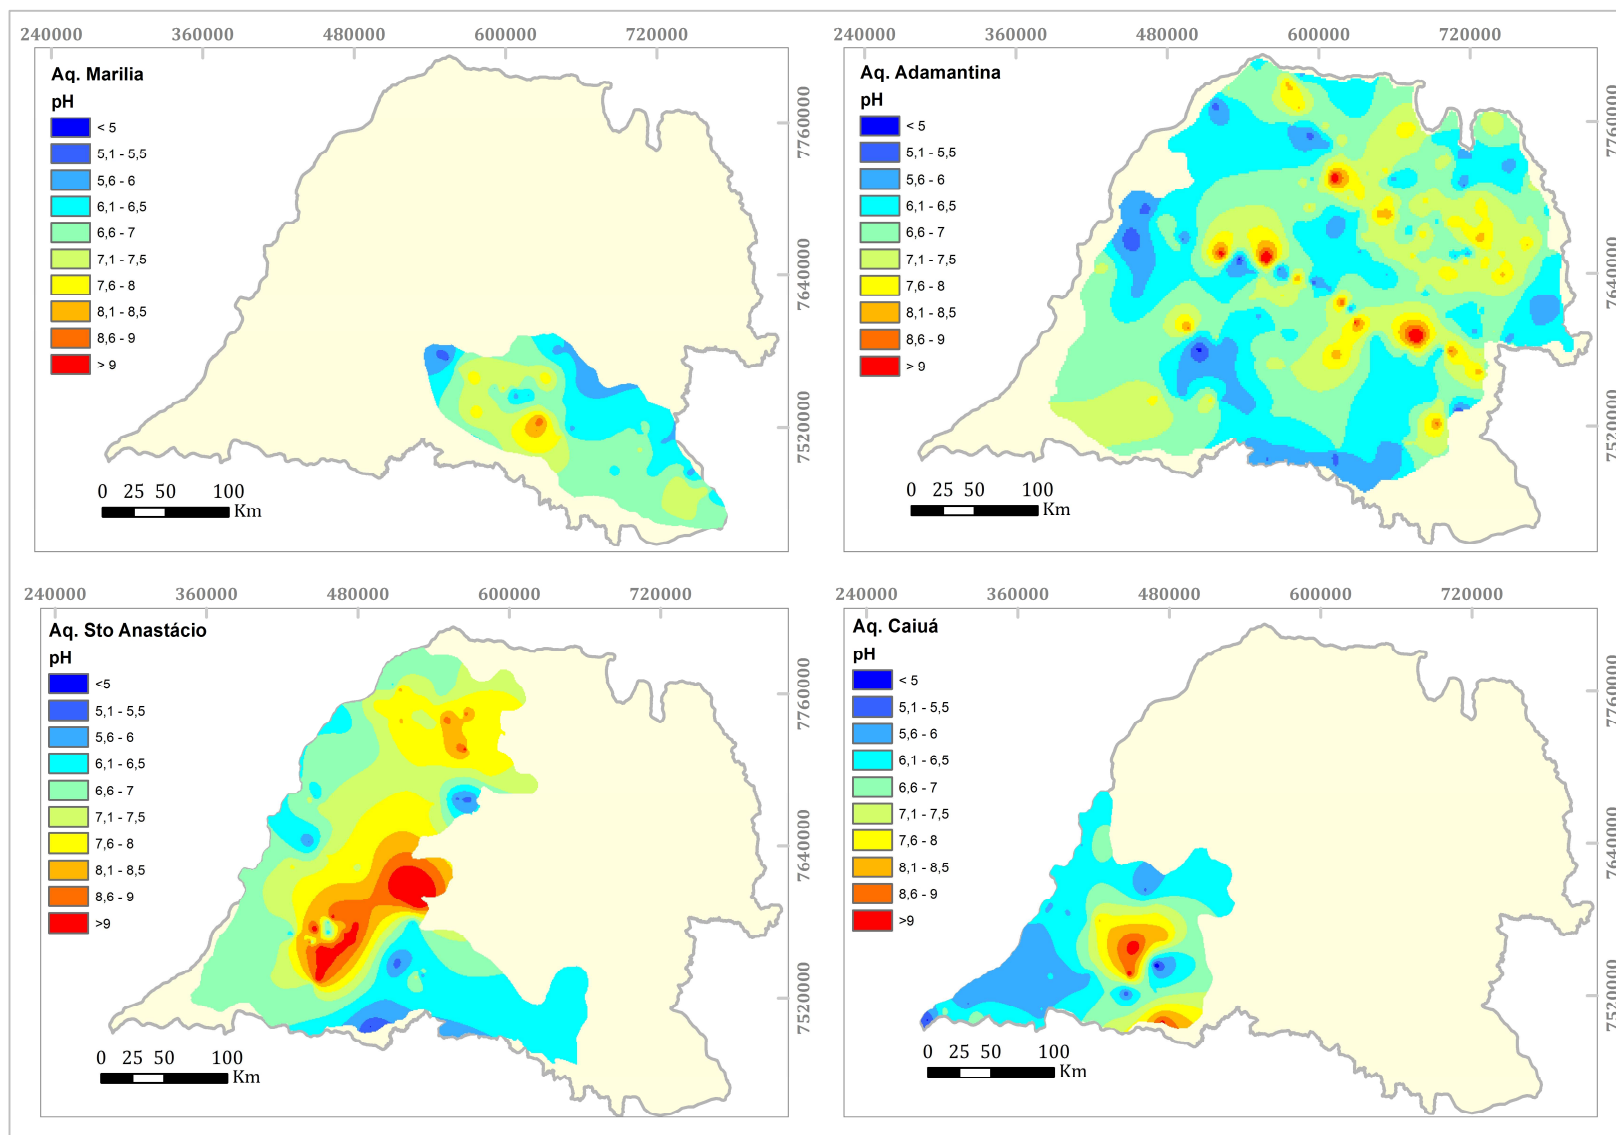 240000 360000 480000 600000 720000
Aq. Marilia
pH
< 5
5,1 - 5,5
5,6 - 6
6,1 - 6,5
6,6 - 7
7,1 - 7,5
7,6 - 8
8,1 - 8,5
8,6 - 9
> 9
7760000
7640000
7520000
0 25 50 100
Km
240000 360000 480000 600000 720000
Aq. Adamantina
pH
< 5
5,1 - 5,5
5,6 - 6
6,1 - 6,5
6,6 - 7
7,1 - 7,5
7,6 - 8
8,1 - 8,5
8,6 - 9
> 9
7760000
7640000
7520000
0 25 50 100
Km
240000 360000 480000 600000 720000
Aq. Sto Anastácio
pH
<5
5,1 - 5,5
5,6 - 6
6,1 - 6,5
6,6 - 7
7,1 - 7,5
7,6 - 8
8,1 - 8,5
8,6 - 9
>9
7760000
7640000
7520000
0 25 50 100
Km
240000 360000 480000 600000 720000
Aq. Caiuá
pH
< 5
5,1 - 5,5
5,6 - 6
6,1 - 6,5
6,6 - 7
7,1 - 7,5
7,6 - 8
8,1 - 8,5
8,6 - 9
>9
7760000
7640000
7520000
0 25 50 100
Km